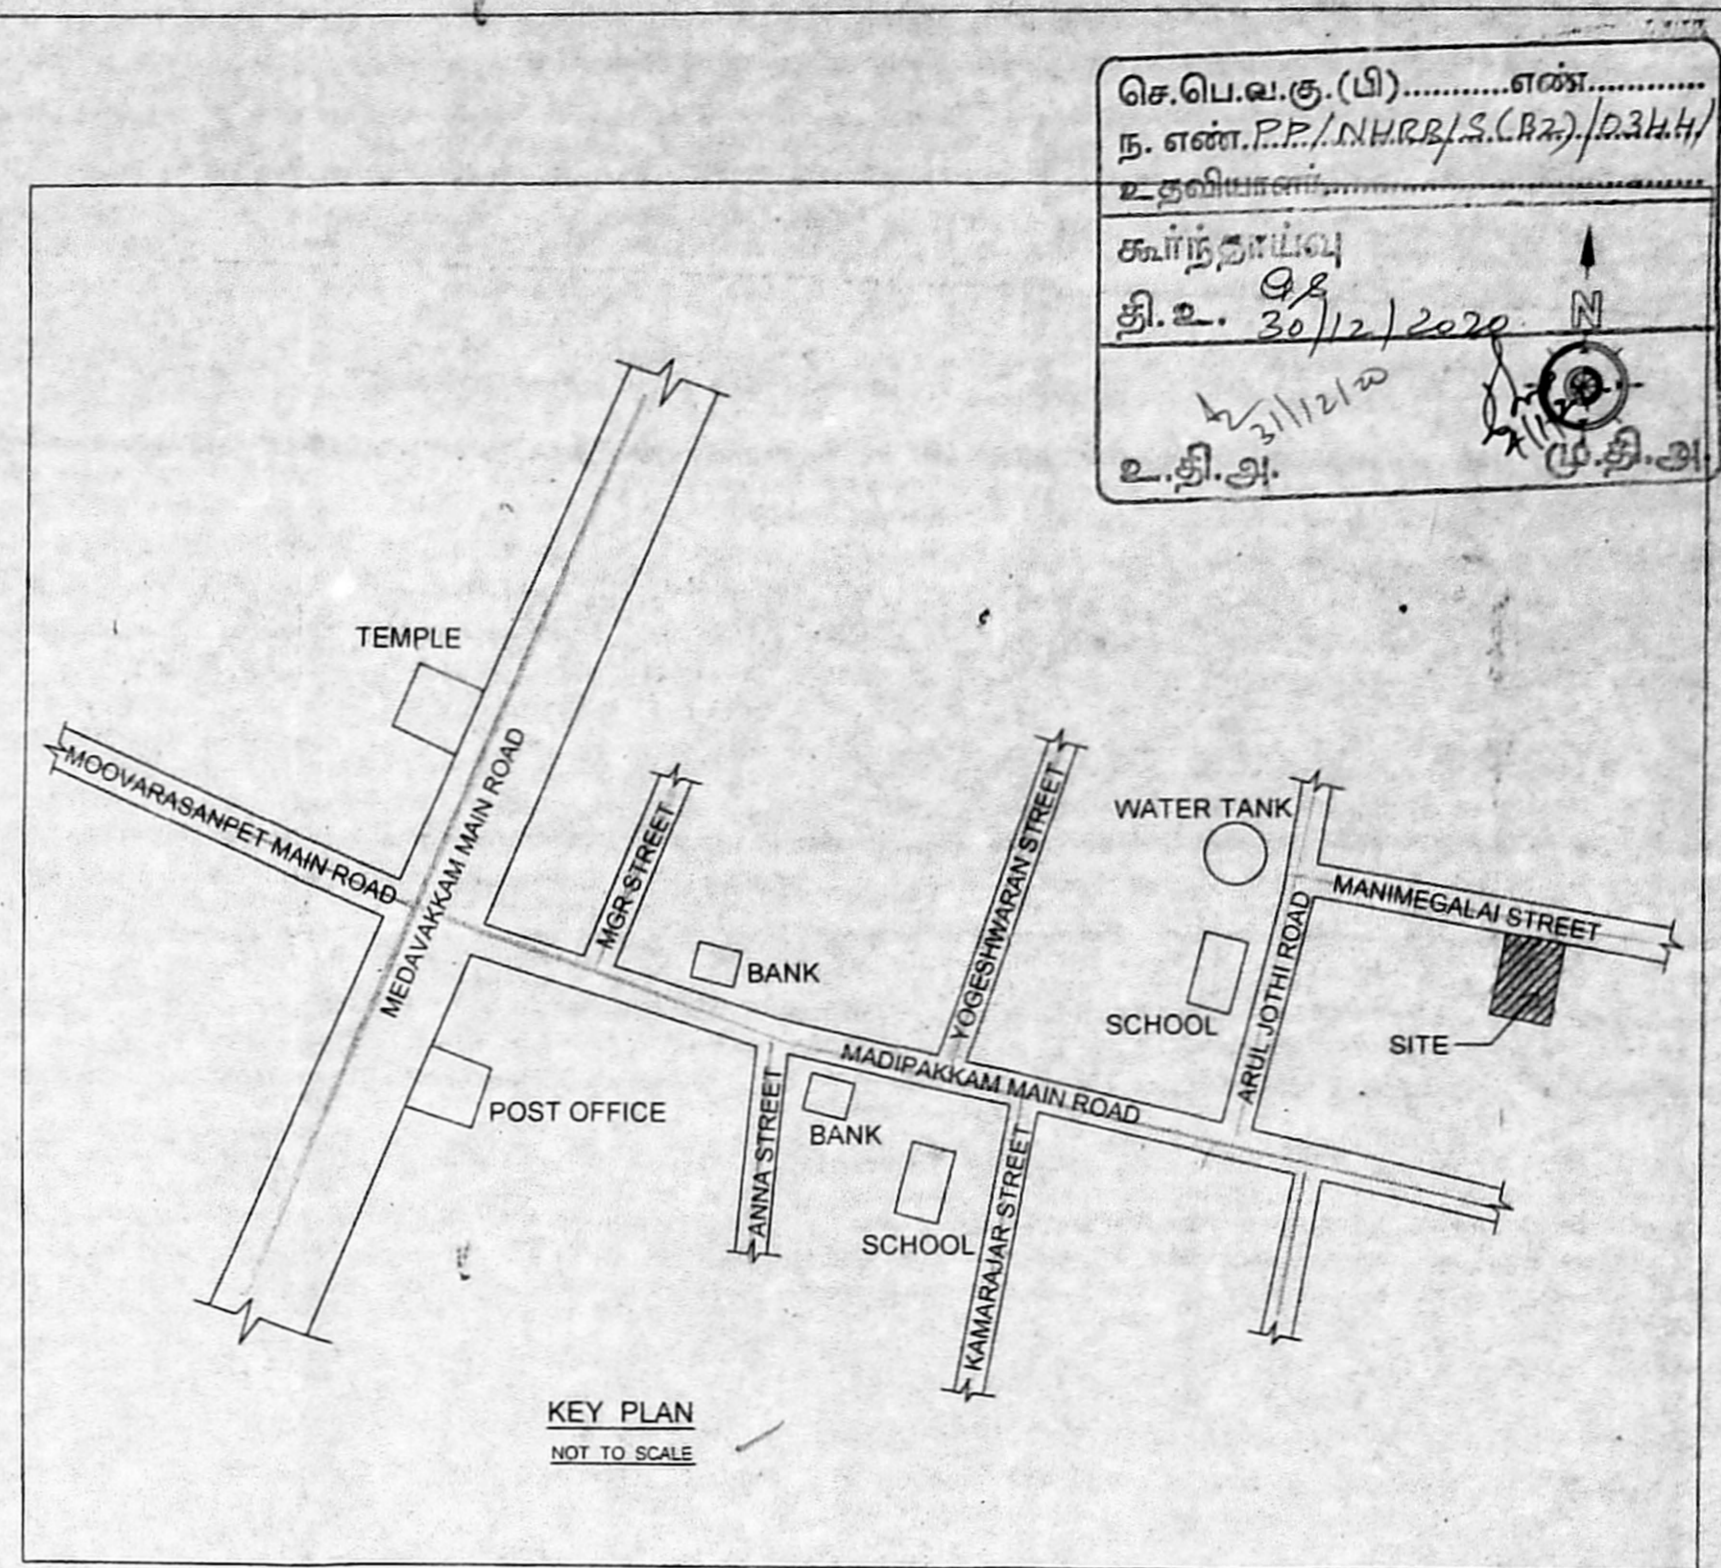 செ.பெ.வ.கு.(பி)...........எண்............
ந. எண்.P.P./NHRB/S.(B2)/0344/
உதவியாளர்.......................................
கூர்ந்தாய்வு
தி.உ. 30/12/2020
N
31/12/20
உ.தி.அ. மு.தி.அ.
TEMPLE
MOOVARASANPET MAIN ROAD
MEDAVAKKAM MAIN ROAD
MGR STREET
BANK
YOGESHWARAN STREET
WATER TANK
MANIMEGALAI STREET
SCHOOL
ARUL JOTHI ROAD
SITE
MADIPAKKAM MAIN ROAD
POST OFFICE
ANNA STREET
BANK
SCHOOL
KAMARAJAR STREET
KEY PLAN
NOT TO SCALE